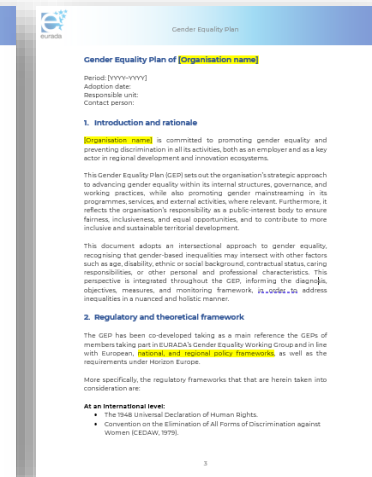 eurada
Gender Equality Plan
Gender Equality Plan of [Organisation name]
Period: [YYYY-YYYY]
Adoption date:
Responsible unit:
Contact person:
1. Introduction and rationale
[Organisation name] is committed to promoting gender equality and
preventing discrimination in all its activities, both as an employer and as a key
actor in regional development and innovation ecosystems.
This Gender Equality Plan (GEP) sets out the organisation's strategic approach
to advancing gender equality within its internal structures, governance, and
working practices, while also promoting gender mainstreaming in its
programmes, services, and external activities, where relevant. Furthermore, it
reflects the organisation's responsibility as a public-interest body to ensure
fairness, inclusiveness, and equal opportunities, and to contribute to more
inclusive and sustainable territorial development.
This document adopts an intersectional approach to gender equality,
recognising that gender-based inequalities may intersect with other factors
such as age, disability, ethnic or social background, contractual status, caring
responsibilities, or other personal and professional characteristics. This
perspective is integrated throughout the GEP, informing the diagnosis,
objectives, measures, and monitoring framework, in order to address
inequalities in a nuanced and holistic manner.
2. Regulatory and theoretical framework
The GEP has been co-developed taking as a main reference the GEPs of
members taking part in EURADA's Gender Equality Working Group and in line
with European, national, and regional policy frameworks, as well as the
requirements under Horizon Europe.
More specifically, the regulatory frameworks that that are herein taken into
consideration are:
At an International level:
• The 1948 Universal Declaration of Human Rights.
• Convention on the Elimination of All Forms of Discrimination against
Women (CEDAW, 1979).
3